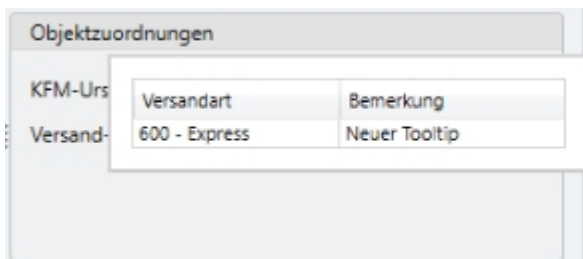 Objektzuordnungen
KFM-Urs
Versandart Bemerkung
Versand-
600 - Express Neuer Tooltip